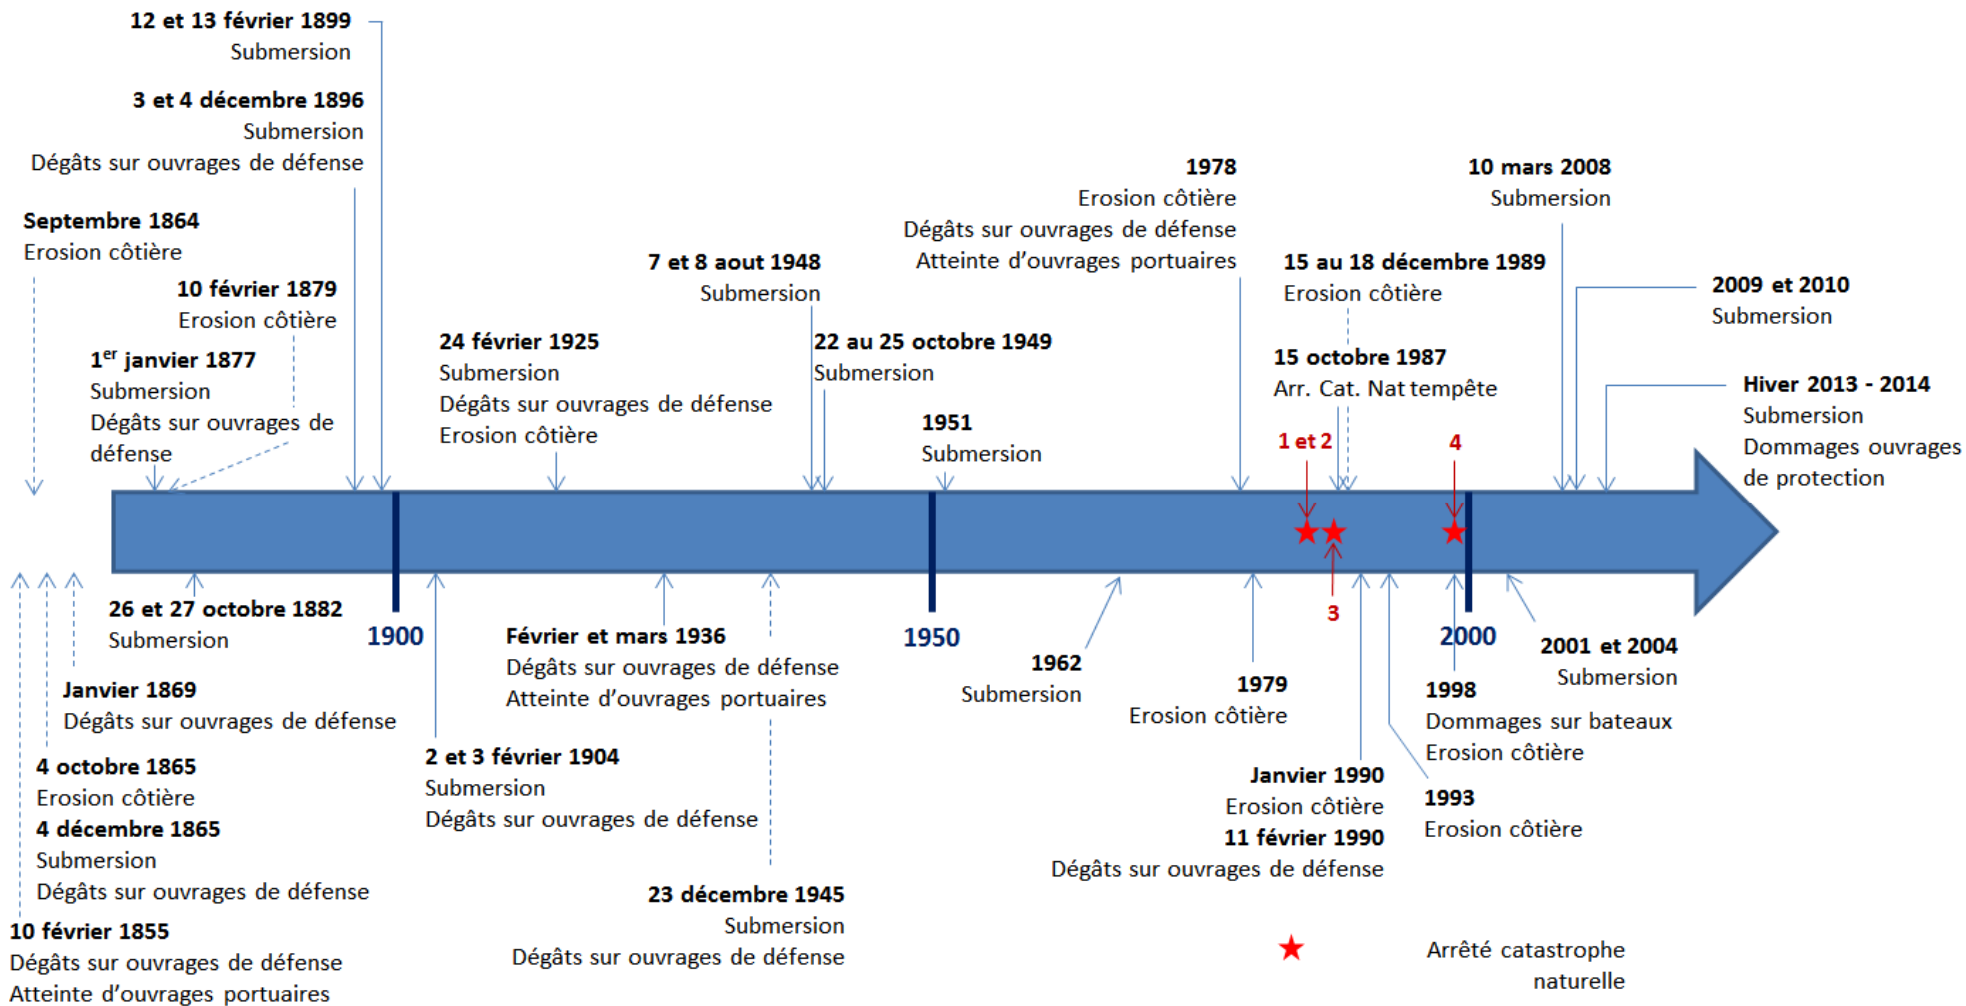 12 et 13 février 1899
Submersion
3 et 4 décembre 1896
Submersion
Dégâts sur ouvrages de défense
Septembre 1864
Erosion côtière
10 février 1879
Erosion côtière
1er janvier 1877
Submersion
Dégâts sur ouvrages de
défense
24 février 1925
Submersion
Dégâts sur ouvrages de défense
Erosion côtière
7 et 8 aout 1948
Submersion
22 au 25 octobre 1949
Submersion
1951
Submersion
1978
Erosion côtière
Dégâts sur ouvrages de défense
Atteinte d'ouvrages portuaires
15 au 18 décembre 1989
Erosion côtière
15 octobre 1987
Arr. Cat. Nat tempête
10 mars 2008
Submersion
2009 et 2010
Submersion
Hiver 2013 - 2014
Submersion
Dommages ouvrages
de protection
1 et 2
4
3
1900
1950
2000
26 et 27 octobre 1882
Submersion
Janvier 1869
Dégâts sur ouvrages de défense
4 octobre 1865
Erosion côtière
4 décembre 1865
Submersion
Dégâts sur ouvrages de défense
10 février 1855
Dégâts sur ouvrages de défense
Atteinte d'ouvrages portuaires
2 et 3 février 1904
Submersion
Dégâts sur ouvrages de défense
Février et mars 1936
Dégâts sur ouvrages de défense
Atteinte d'ouvrages portuaires
23 décembre 1945
Submersion
Dégâts sur ouvrages de défense
1962
Submersion
1979
Erosion côtière
Janvier 1990
Erosion côtière
11 février 1990
Dégâts sur ouvrages de défense
1993
Erosion côtière
1998
Dommages sur bateaux
Erosion côtière
2001 et 2004
Submersion
Arrêté catastrophe
naturelle